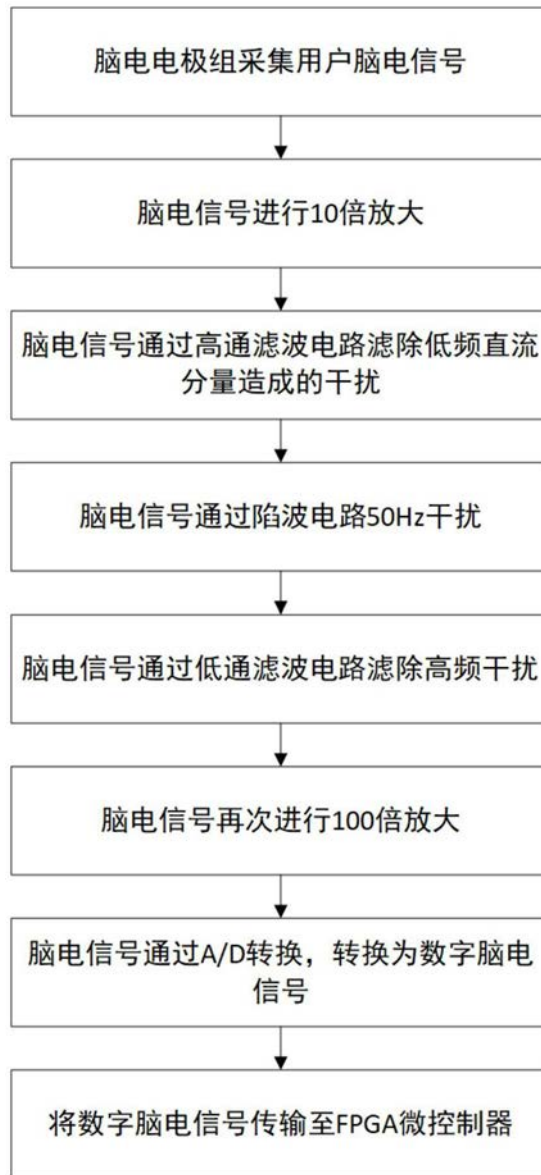 脑电电极组采集用户脑电信号
脑电信号进行10倍放大
脑电信号通过高通滤波电路滤除低频直流
分量造成的干扰
脑电信号通过陷波电路50Hz干扰
脑电信号通过低通滤波电路滤除高频干扰
脑电信号再次进行100倍放大
脑电信号通过A/D转换，转换为数字脑电
信号
将数字脑电信号传输至FPGA微控制器